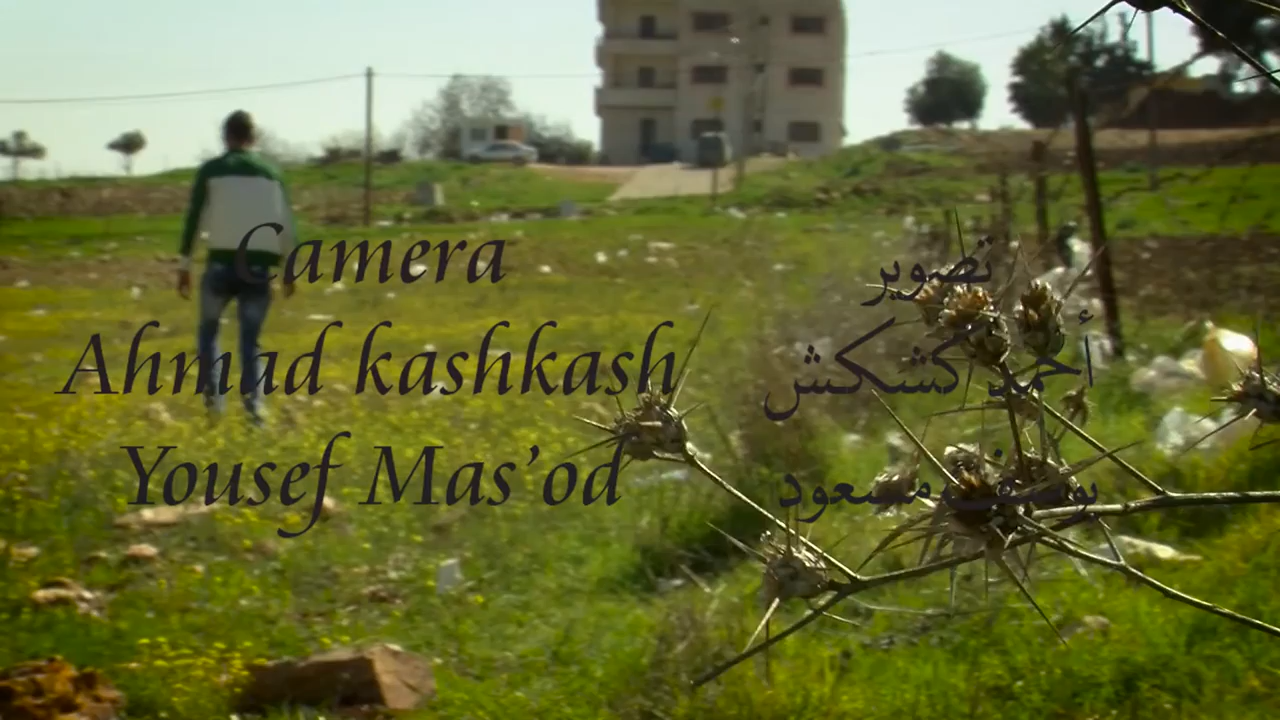 Camera
Ahmad kashkash
Yousef Mas'od
تصوير
أحمد كشكش
يوسف مسعود